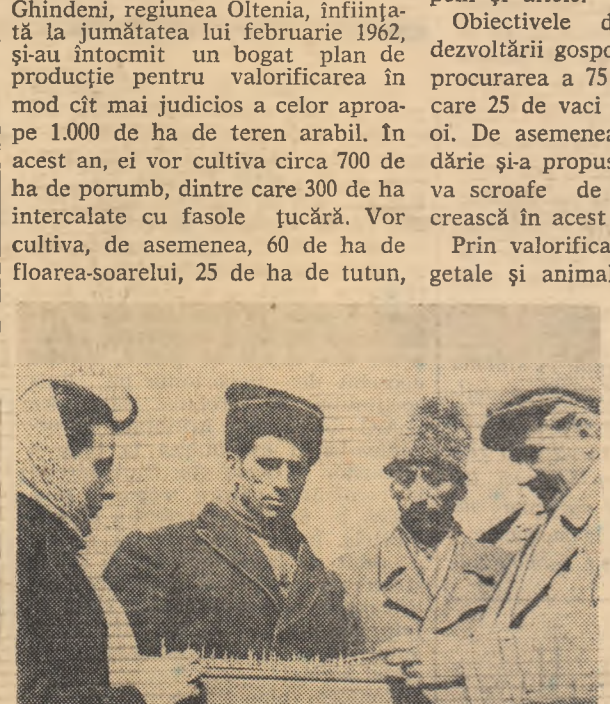 Ghindeni, regiunea Oltenia, înființa-
tă la jumătatea lui februarie 1962,
și-au întocmit un bogat plan de
producție pentru valorificarea în
mod cît mai judicios a celor aproa-
pe 1.000 de ha de teren arabil. În
acest an, ei vor cultiva circa 700 de
ha de porumb, dintre care 300 de ha
intercalate cu fasole țucără. Vor
cultiva, de asemenea, 60 de ha de
floarea-soarelui, 25 de ha de tutun,
Obiectivele d
dezvoltării gospo
procurarea a 75
care 25 de vaci
oi. De asemenea
dărie și-a propus
va scroafe de
crească în acest
Prin valorifica
getale și animal